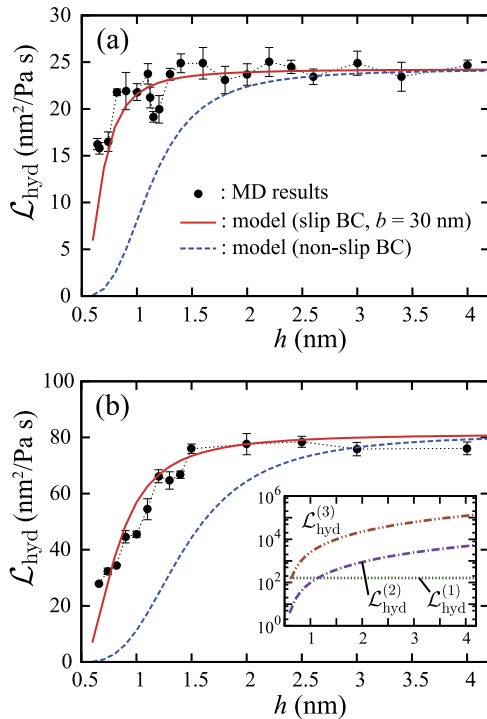 (a)
30
25
20
15
10
5
0
ℒhyd (nm²/Pa s)
: MD results
: model (slip BC, b = 30 nm)
: model (non-slip BC)
0.5 1 1.5 2 2.5 3 3.5 4
h (nm)
(b)
100
80
60
40
20
0
ℒhyd (nm²/Pa s)
10⁶
10⁴
10²
10⁰
ℒhyd⁽³⁾
ℒhyd⁽²⁾
ℒhyd⁽¹⁾
1 2 3 4
0.5 1 1.5 2 2.5 3 3.5 4
h (nm)